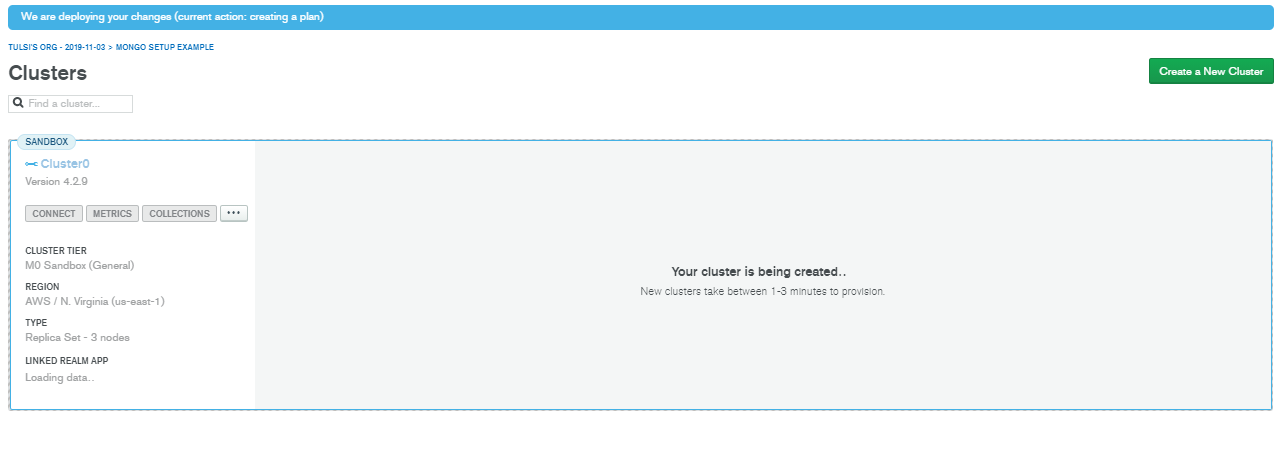 We are deploying your changes (current action: creating a plan)
TULSI'S ORG - 2019-11-03 > MONGO SETUP EXAMPLE
Clusters
Create a New Cluster
Find a cluster...
SANDBOX
Cluster0
Version 4.2.9
CONNECT METRICS COLLECTIONS ...
CLUSTER TIER
M0 Sandbox (General)
REGION
AWS / N. Virginia (us-east-1)
TYPE
Replica Set - 3 nodes
LINKED REALM APP
Loading data..
Your cluster is being created..
New clusters take between 1-3 minutes to provision.